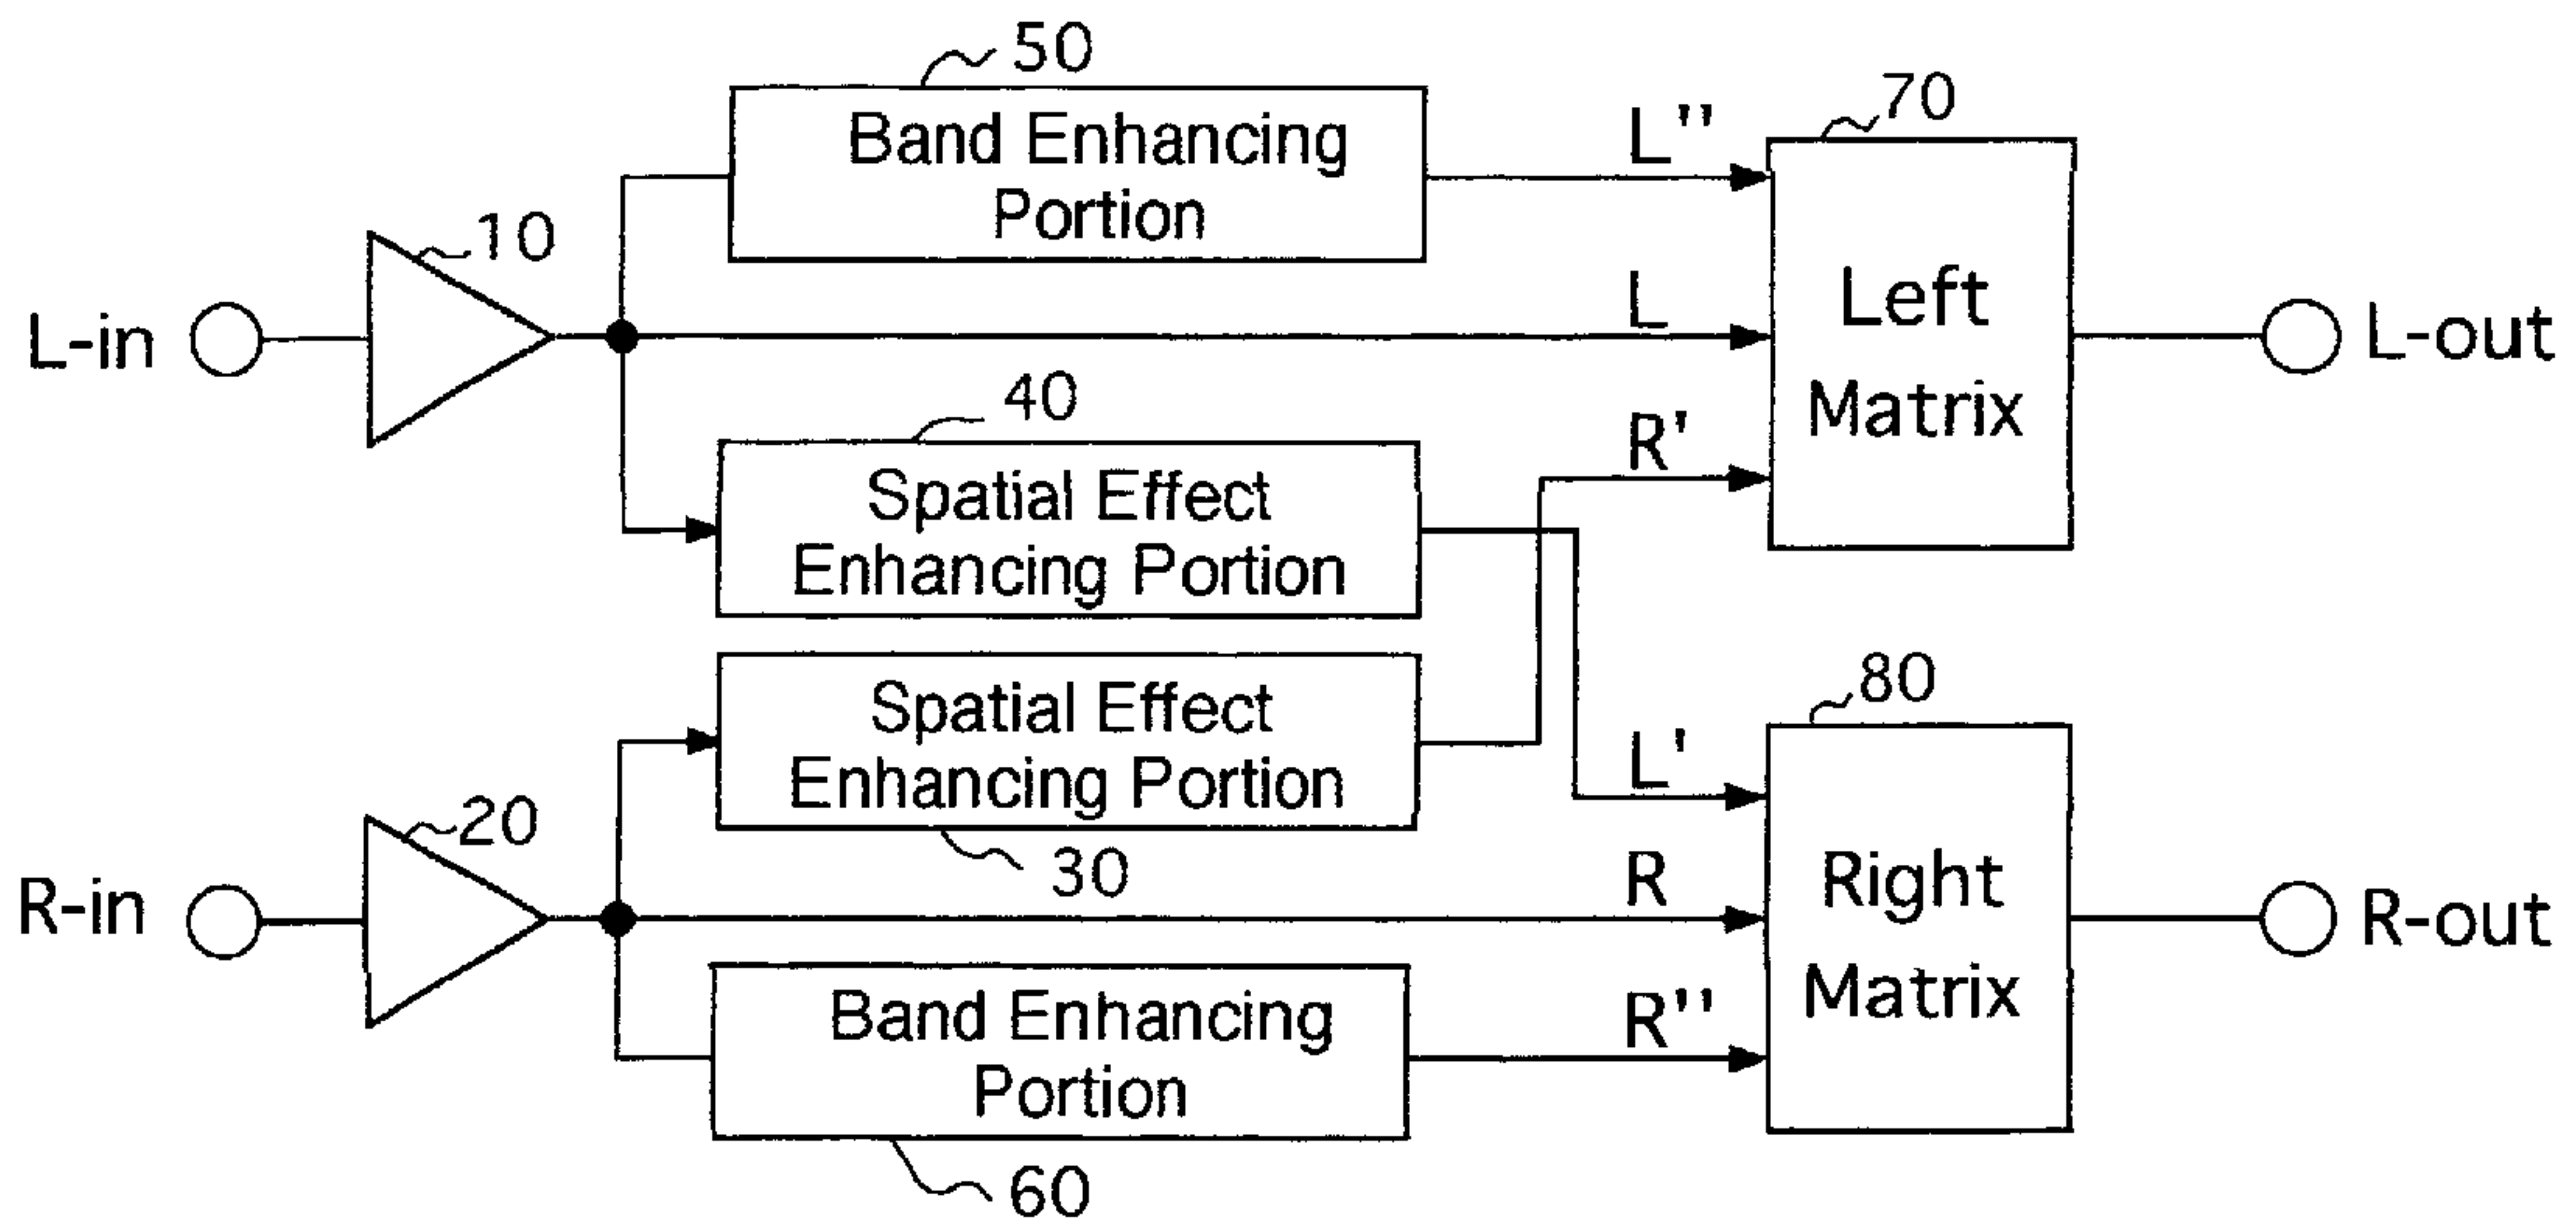 50
Band Enhancing
Portion
L''
70
10
L-in
L
Left
Matrix
L-out
40
Spatial Effect
Enhancing Portion
R'
Spatial Effect
Enhancing Portion
30
L'
80
20
R-in
R
Right
Matrix
R-out
Band Enhancing
Portion
R''
60